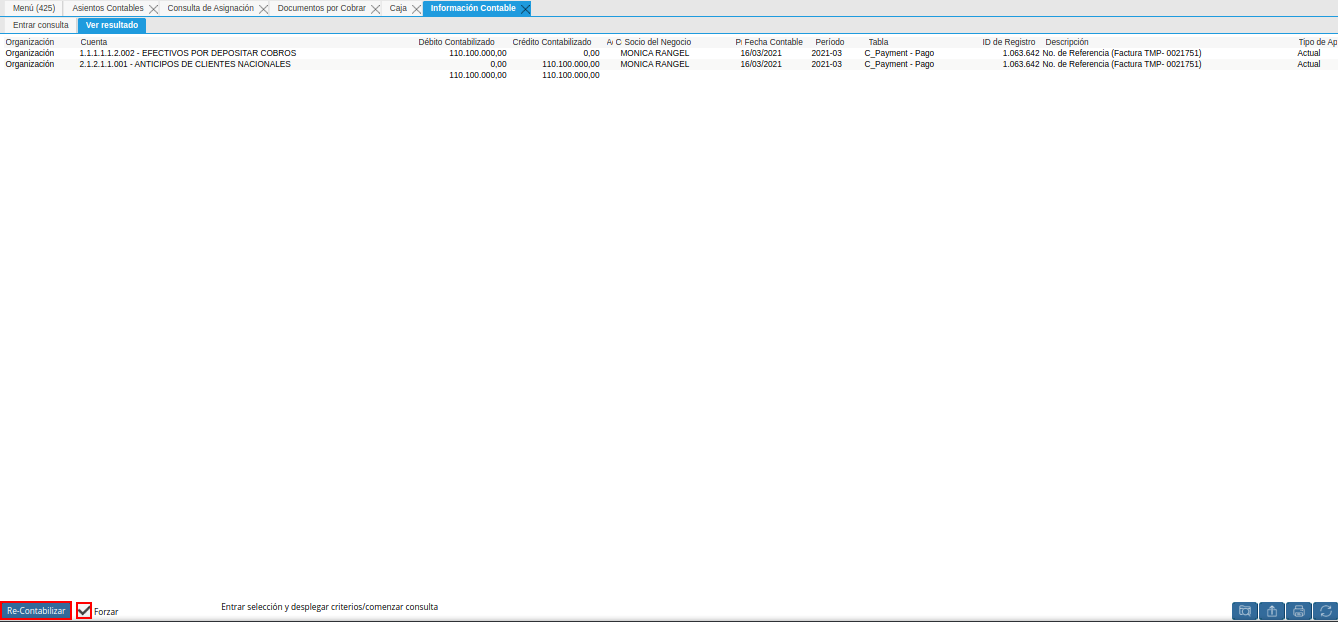 Menú (425) Asientos Contables Consulta de Asignación Documentos por Cobrar Caja Información Contable
Entrar consulta Ver resultado
Organización Cuenta Débito Contabilizado Crédito Contabilizado Socio del Negocio Fecha Contable Período Tabla ID de Registro Descripción Tipo de Ap
Organización 1.1.1.1.1.2.002 - EFECTIVOS POR DEPOSITAR COBROS 110.100.000,00 0,00 MONICA RANGEL 16/03/2021 2021-03 C_Payment - Pago 1.063.642 No. de Referencia (Factura TMP- 0021751) Actual
Organización 2.1.2.1.1.001 - ANTICIPOS DE CLIENTES NACIONALES 0,00 110.100.000,00 MONICA RANGEL 16/03/2021 2021-03 C_Payment - Pago 1.063.642 No. de Referencia (Factura TMP- 0021751) Actual
110.100.000,00 110.100.000,00
Re-Contabilizar Forzar Entrar selección y desplegar criterios/comenzar consulta